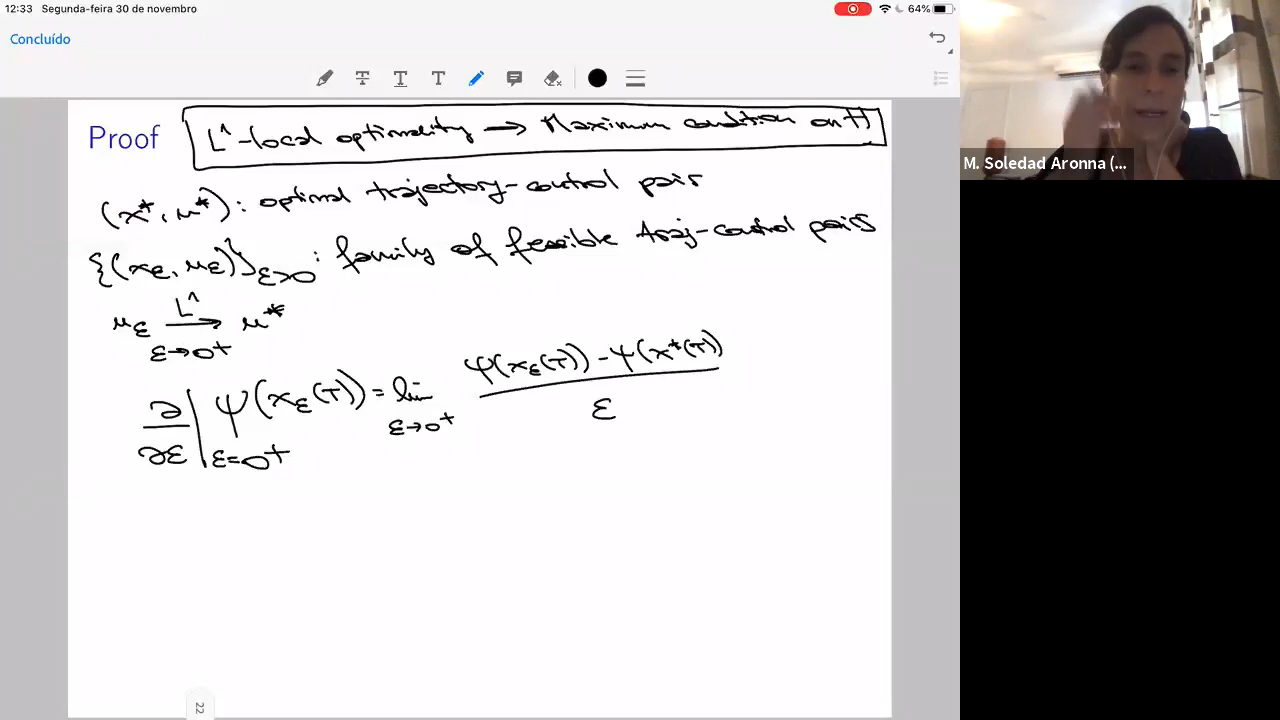 12:33 Segunda-feira 30 de novembro 64%
Concluído
Proof L¹-local optimality → Maximum condition on H
(x*, u*): optimal trajectory-control pair
{(xε, uε)}ε>0 : family of feasible traj-control pairs
uε →(L¹, ε→0⁺) u*
∂/∂ε |ε=0⁺ ψ(xε(T)) = lim ε→0⁺ ψ(xε(T)) - ψ(x*(T)) / ε
22
M. Soledad Aronna (...